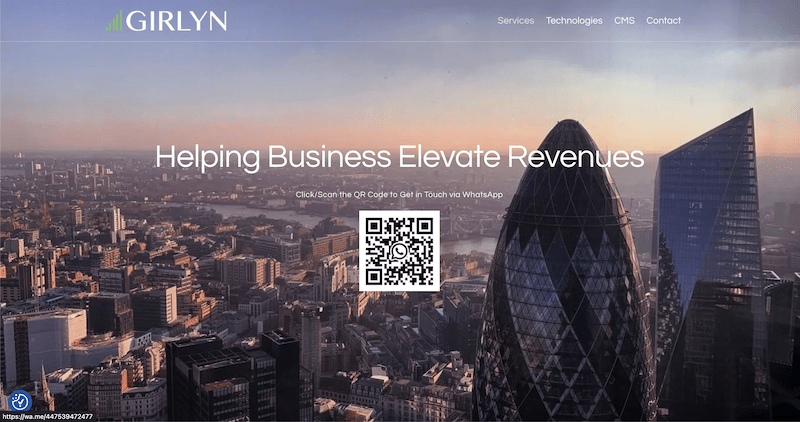 GIRLYN
Services Technologies CMS Contact
Helping Business Elevate Revenues
Click/Scan the QR Code to Get in Touch via WhatsApp
https://wa.me/447539472477